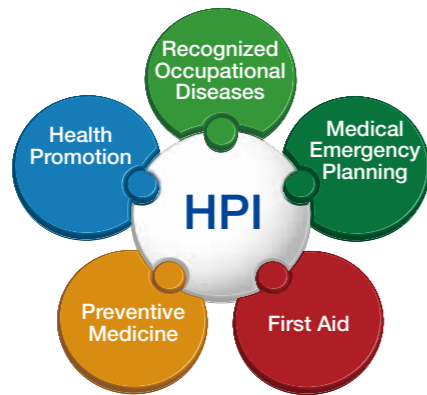 Recognized
Occupational
Diseases
Health
Promotion
Medical
Emergency
Planning
HPI
Preventive
Medicine
First Aid